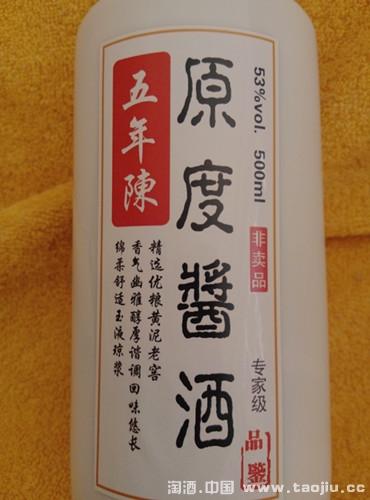 53%vol. 500ml
非卖品
专家级
品鉴
原度醬酒
五年陳
精选优粮黄泥老窖
香气幽雅醇厚谐调回味悠长
绵柔舒适玉液琼浆
淘酒.中国 www.taojiu.cc